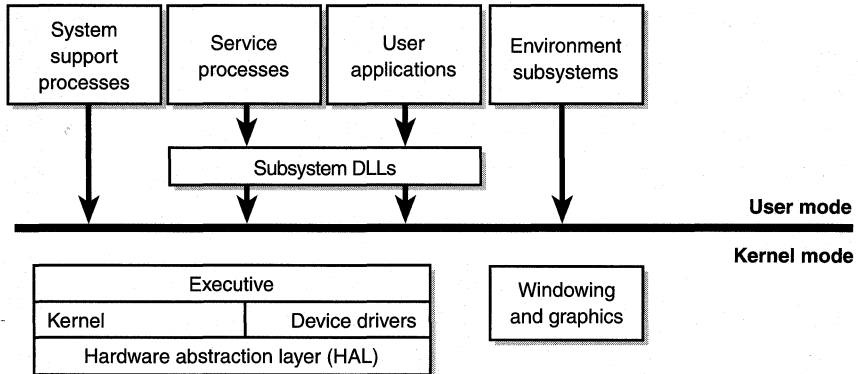 System
support
processes
Service
processes
User
applications
Environment
subsystems
Subsystem DLLs
User mode
Kernel mode
Executive
Kernel
Device drivers
Hardware abstraction layer (HAL)
Windowing
and graphics